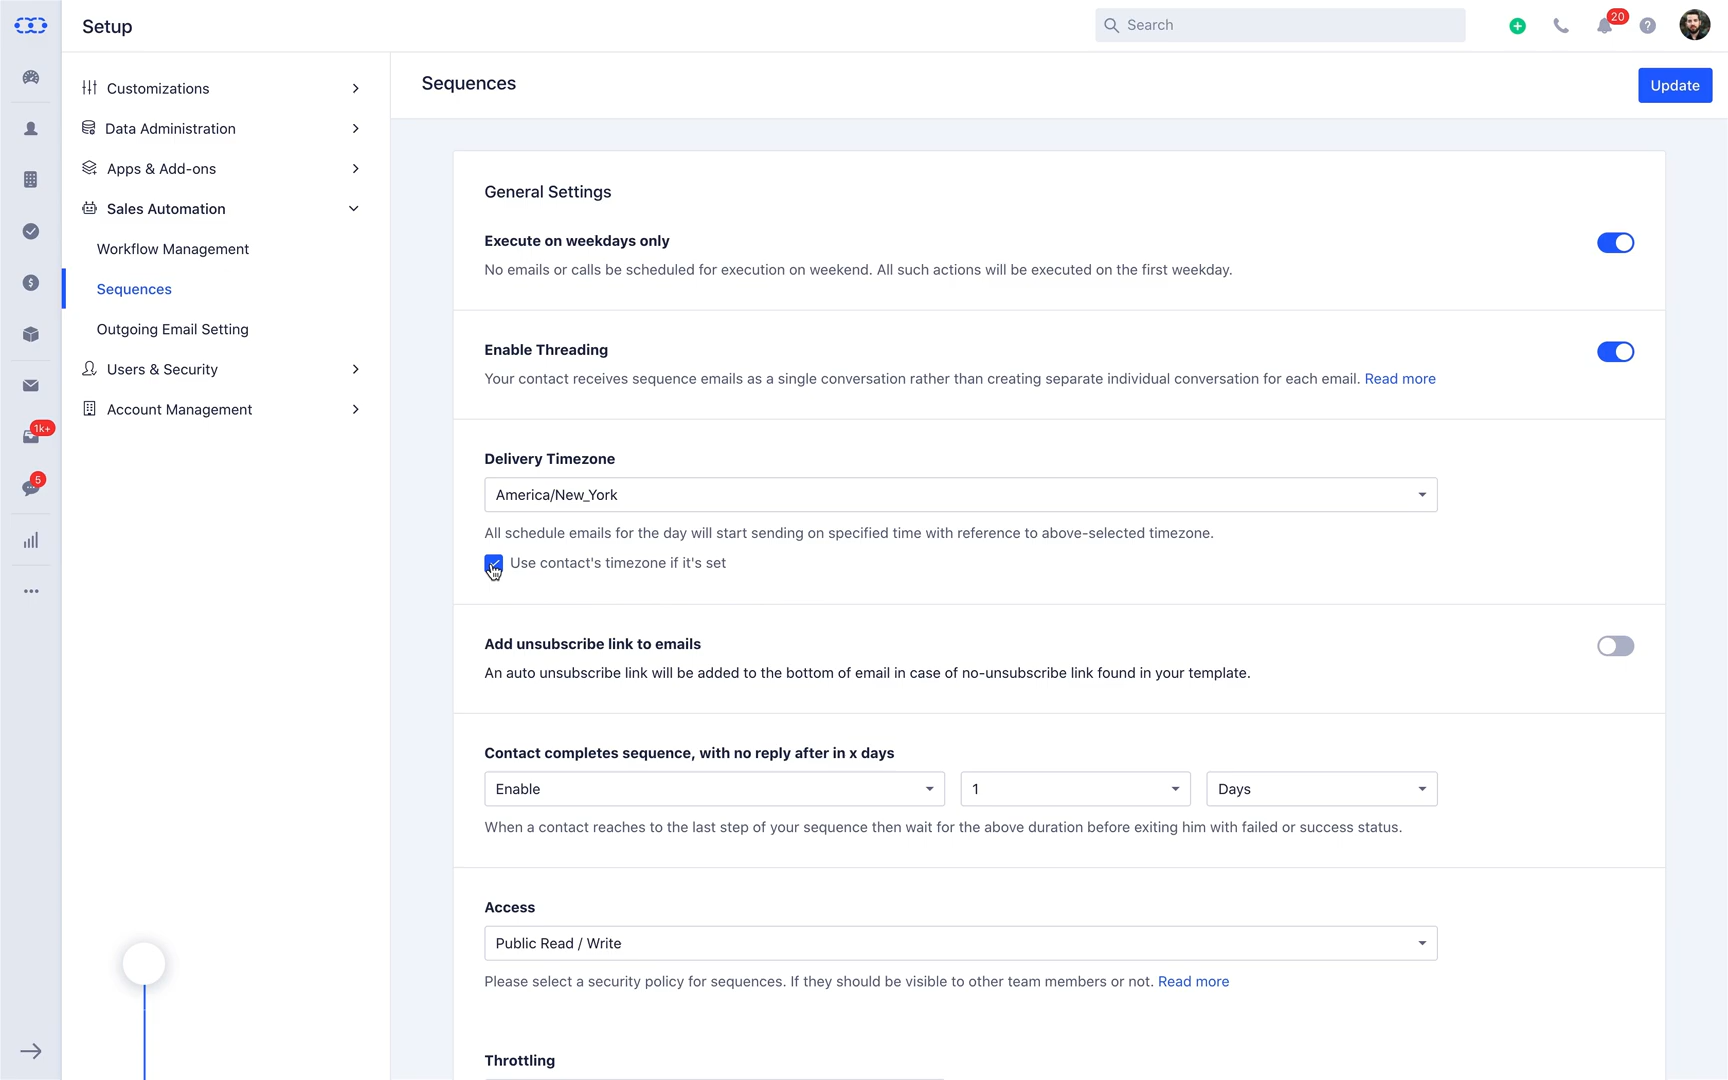 Setup
Search
20
Customizations
Data Administration
Apps & Add-ons
Sales Automation
Workflow Management
Sequences
Outgoing Email Setting
Users & Security
Account Management
1k+
5
Sequences
Update
General Settings
Execute on weekdays only
No emails or calls be scheduled for execution on weekend. All such actions will be executed on the first weekday.
Enable Threading
Your contact receives sequence emails as a single conversation rather than creating separate individual conversation for each email. Read more
Delivery Timezone
America/New_York
All schedule emails for the day will start sending on specified time with reference to above-selected timezone.
Use contact's timezone if it's set
Add unsubscribe link to emails
An auto unsubscribe link will be added to the bottom of email in case of no-unsubscribe link found in your template.
Contact completes sequence, with no reply after in x days
Enable 1 Days
When a contact reaches to the last step of your sequence then wait for the above duration before exiting him with failed or success status.
Access
Public Read / Write
Please select a security policy for sequences. If they should be visible to other team members or not. Read more
Throttling